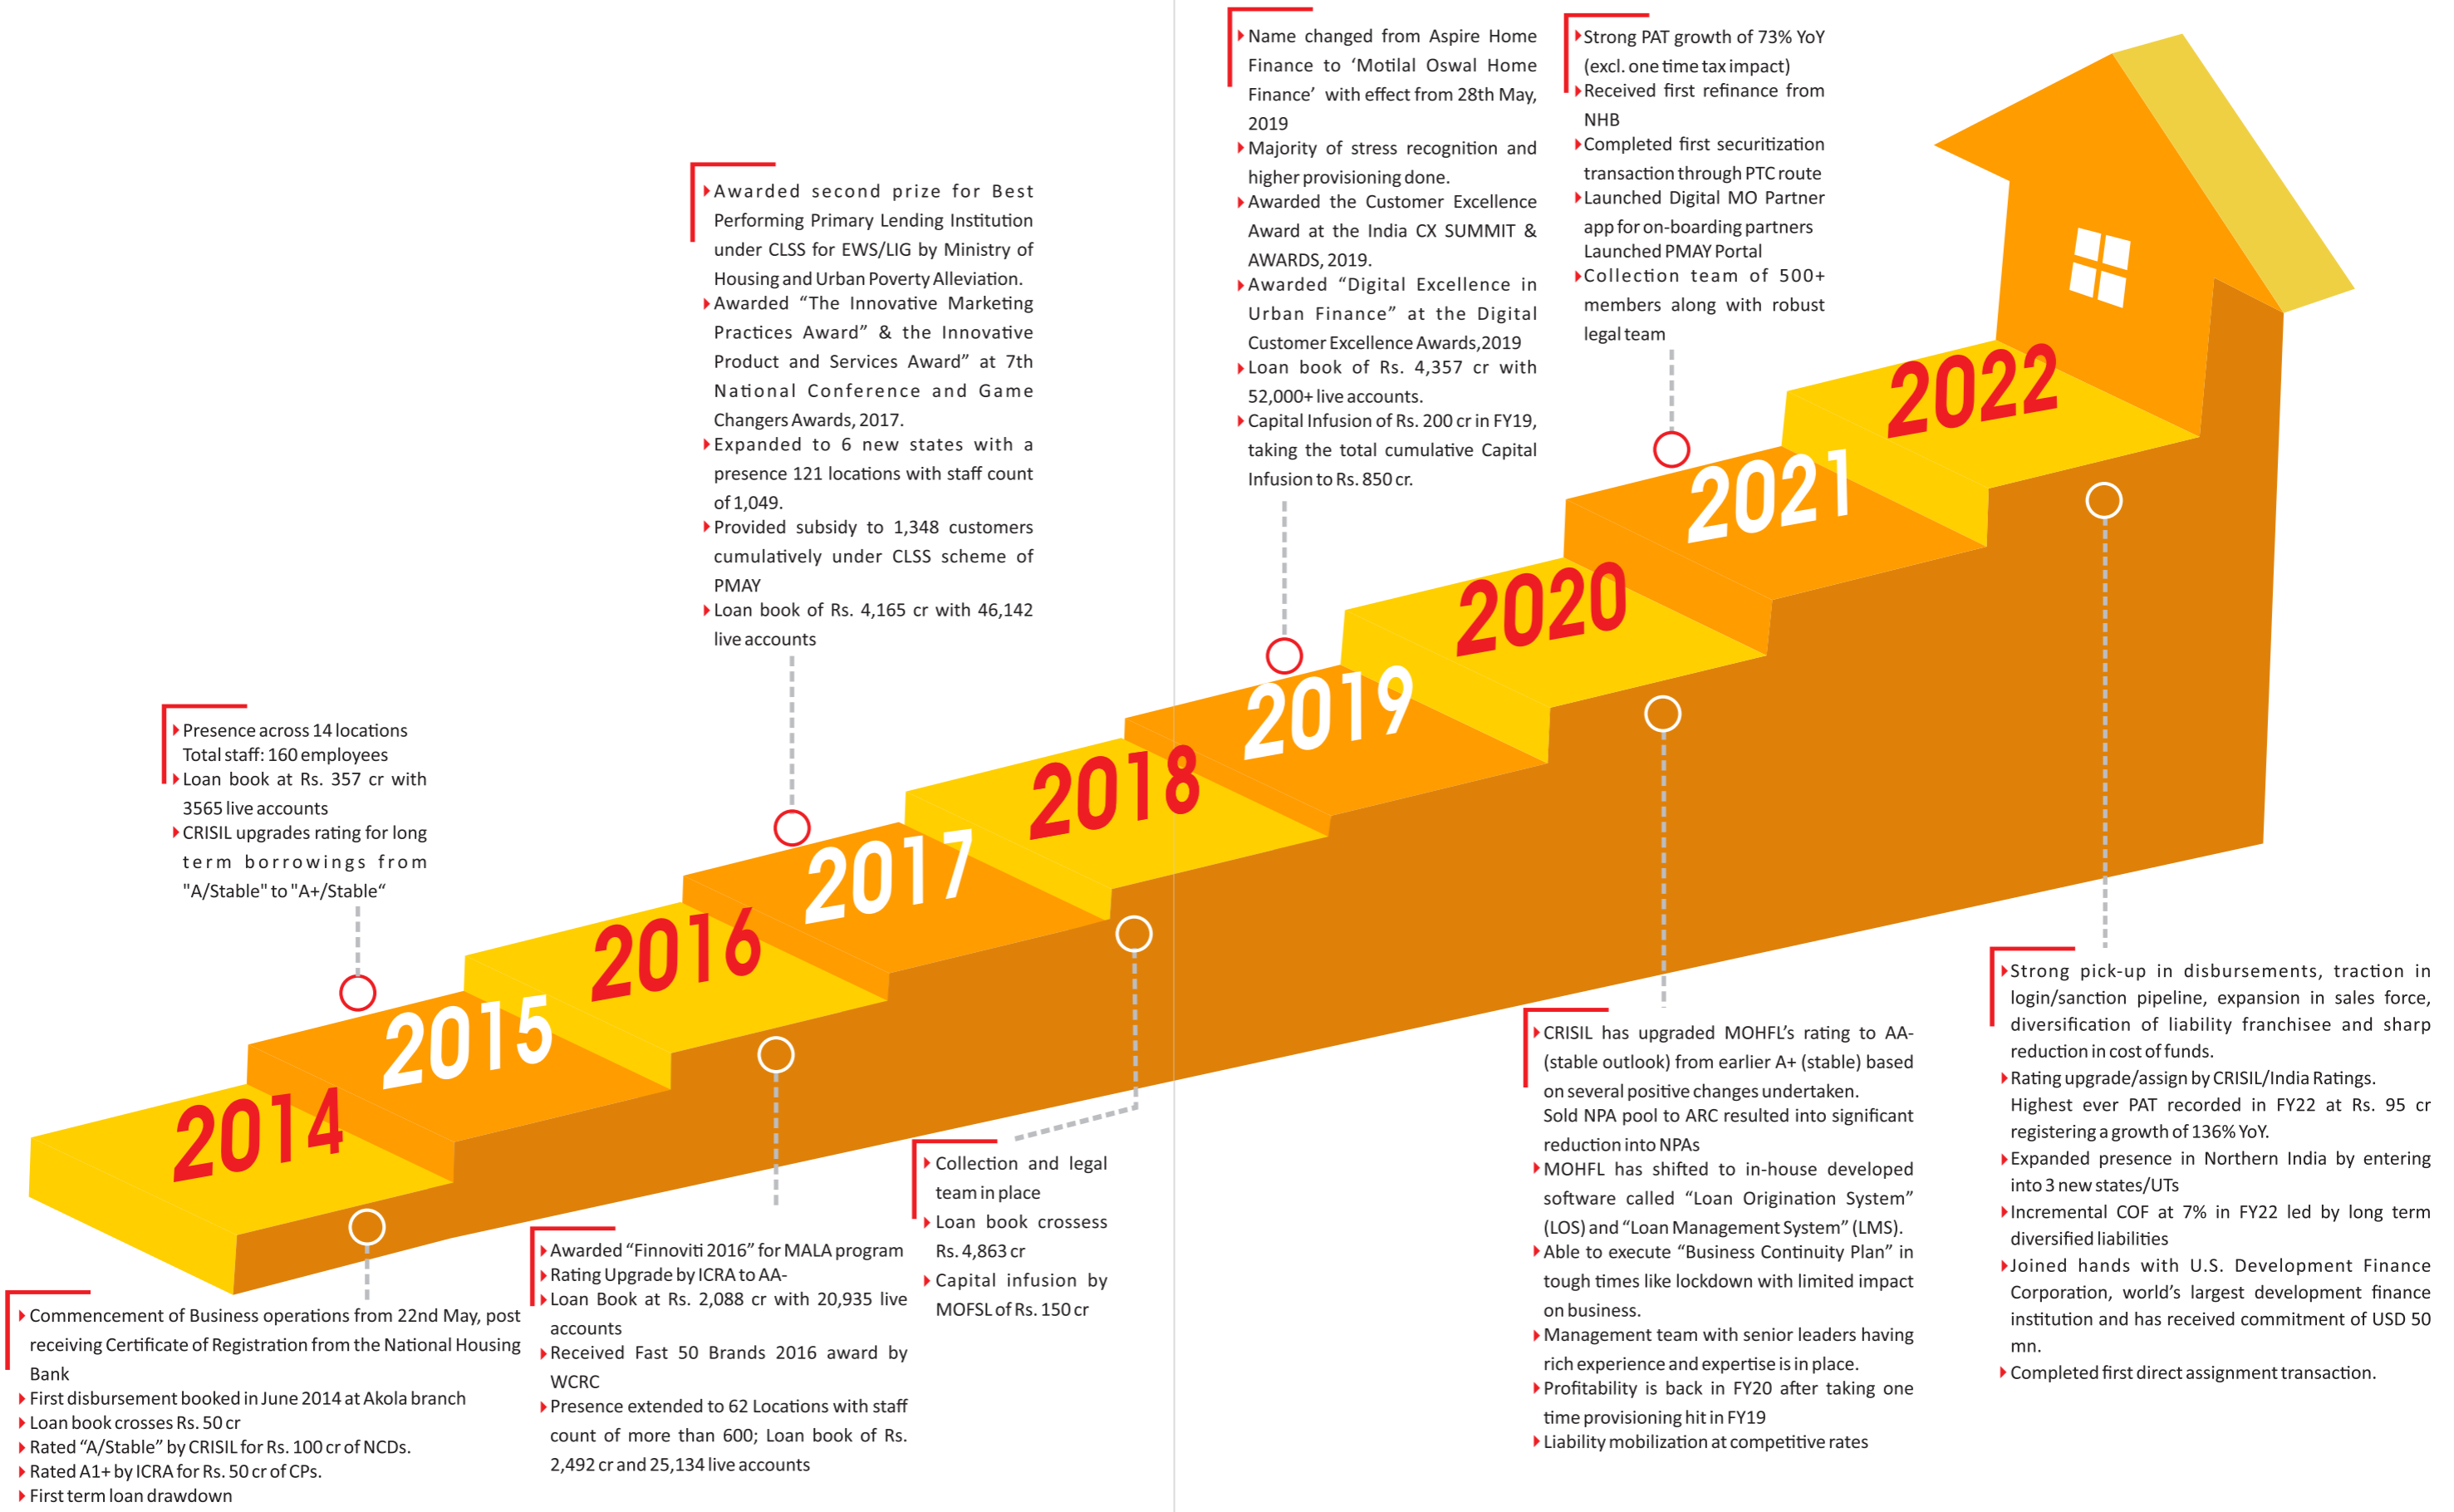 Commencement of Business operations from 22nd May, post
receiving Certificate of Registration from the National Housing
Bank
First disbursement booked in June 2014 at Akola branch
Loan book crosses Rs. 50 cr
Rated “A/Stable” by CRISIL for Rs. 100 cr of NCDs.
Rated A1+ by ICRA for Rs. 50 cr of CPs.
First term loan drawdown
2014
Presence across 14 locations
Total staff: 160 employees
Loan book at Rs. 357 cr with
3565 live accounts
CRISIL upgrades rating for long
term borrowings from
"A/Stable" to "A+/Stable“
2015
Awarded “Finnoviti 2016” for MALA program
Rating Upgrade by ICRA to AA-
Loan Book at Rs. 2,088 cr with 20,935 live
accounts
Received Fast 50 Brands 2016 award by
WCRC
Presence extended to 62 Locations with staff
count of more than 600; Loan book of Rs.
2,492 cr and 25,134 live accounts
2016
Awarded second prize for Best
Performing Primary Lending Institution
under CLSS for EWS/LIG by Ministry of
Housing and Urban Poverty Alleviation.
Awarded “The Innovative Marketing
Practices Award” & the Innovative
Product and Services Award” at 7th
National Conference and Game
Changers Awards, 2017.
Expanded to 6 new states with a
presence 121 locations with staff count
of 1,049.
Provided subsidy to 1,348 customers
cumulatively under CLSS scheme of
PMAY
Loan book of Rs. 4,165 cr with 46,142
live accounts
2017
Collection and legal
team in place
Loan book crossess
Rs. 4,863 cr
Capital infusion by
MOFSL of Rs. 150 cr
2018
Name changed from Aspire Home
Finance to ‘Motilal Oswal Home
Finance’ with effect from 28th May,
2019
Majority of stress recognition and
higher provisioning done.
Awarded the Customer Excellence
Award at the India CX SUMMIT &
AWARDS, 2019.
Awarded “Digital Excellence in
Urban Finance” at the Digital
Customer Excellence Awards,2019
Loan book of Rs. 4,357 cr with
52,000+ live accounts.
Capital Infusion of Rs. 200 cr in FY19,
taking the total cumulative Capital
Infusion to Rs. 850 cr.
2019
CRISIL has upgraded MOHFL’s rating to AA-
(stable outlook) from earlier A+ (stable) based
on several positive changes undertaken.
Sold NPA pool to ARC resulted into significant
reduction into NPAs
MOHFL has shifted to in-house developed
software called “Loan Origination System”
(LOS) and “Loan Management System” (LMS).
Able to execute “Business Continuity Plan” in
tough times like lockdown with limited impact
on business.
Management team with senior leaders having
rich experience and expertise is in place.
Profitability is back in FY20 after taking one
time provisioning hit in FY19
Liability mobilization at competitive rates
2020
Strong PAT growth of 73% YoY
(excl. one time tax impact)
Received first refinance from
NHB
Completed first securitization
transaction through PTC route
Launched Digital MO Partner
app for on-boarding partners
Launched PMAY Portal
Collection team of 500+
members along with robust
legal team
2021
Strong pick-up in disbursements, traction in
login/sanction pipeline, expansion in sales force,
diversification of liability franchisee and sharp
reduction in cost of funds.
Rating upgrade/assign by CRISIL/India Ratings.
Highest ever PAT recorded in FY22 at Rs. 95 cr
registering a growth of 136% YoY.
Expanded presence in Northern India by entering
into 3 new states/UTs
Incremental COF at 7% in FY22 led by long term
diversified liabilities
Joined hands with U.S. Development Finance
Corporation, world’s largest development finance
institution and has received commitment of USD 50
mn.
Completed first direct assignment transaction.
2022